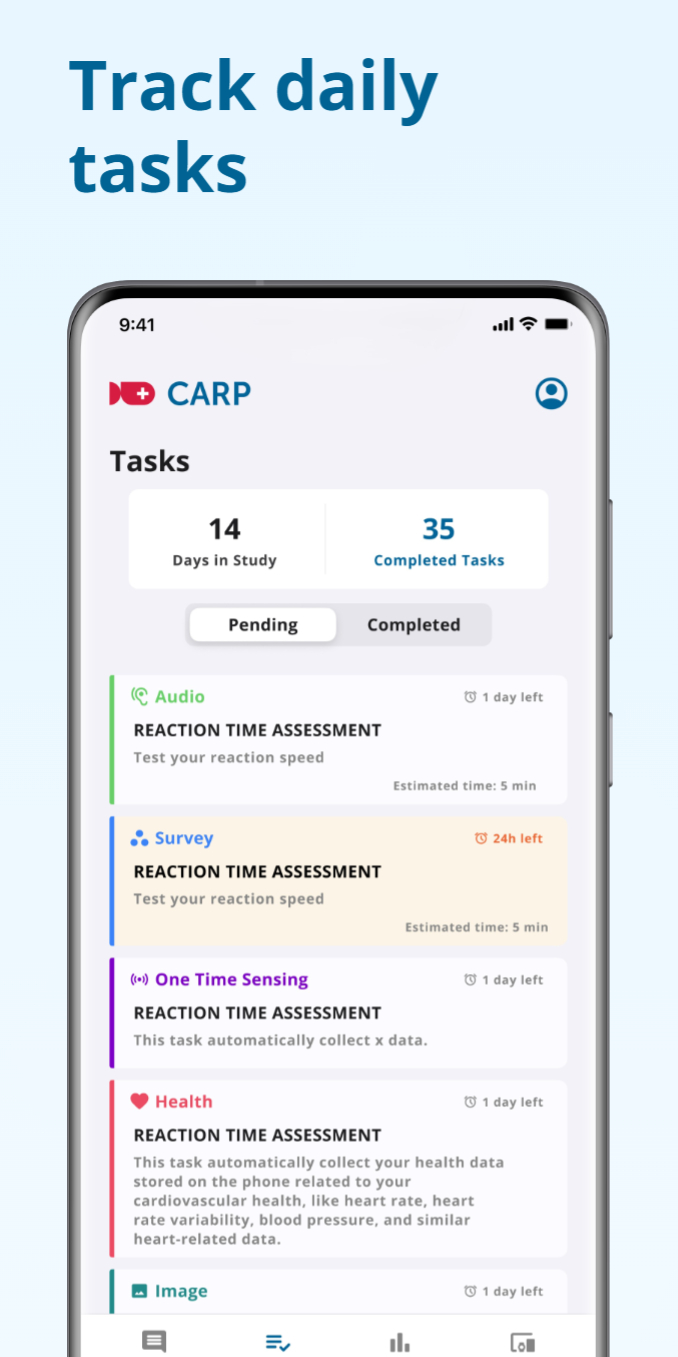 Track daily
tasks
9:41
CARP
Tasks
14
Days in Study
35
Completed Tasks
Pending
Completed
Audio
1 day left
REACTION TIME ASSESSMENT
Test your reaction speed
Estimated time: 5 min
Survey
24h left
REACTION TIME ASSESSMENT
Test your reaction speed
Estimated time: 5 min
One Time Sensing
1 day left
REACTION TIME ASSESSMENT
This task automatically collect x data.
Health
1 day left
REACTION TIME ASSESSMENT
This task automatically collect your health data
stored on the phone related to your
cardiovascular health, like heart rate, heart
rate variability, blood pressure, and similar
heart-related data.
Image
1 day left